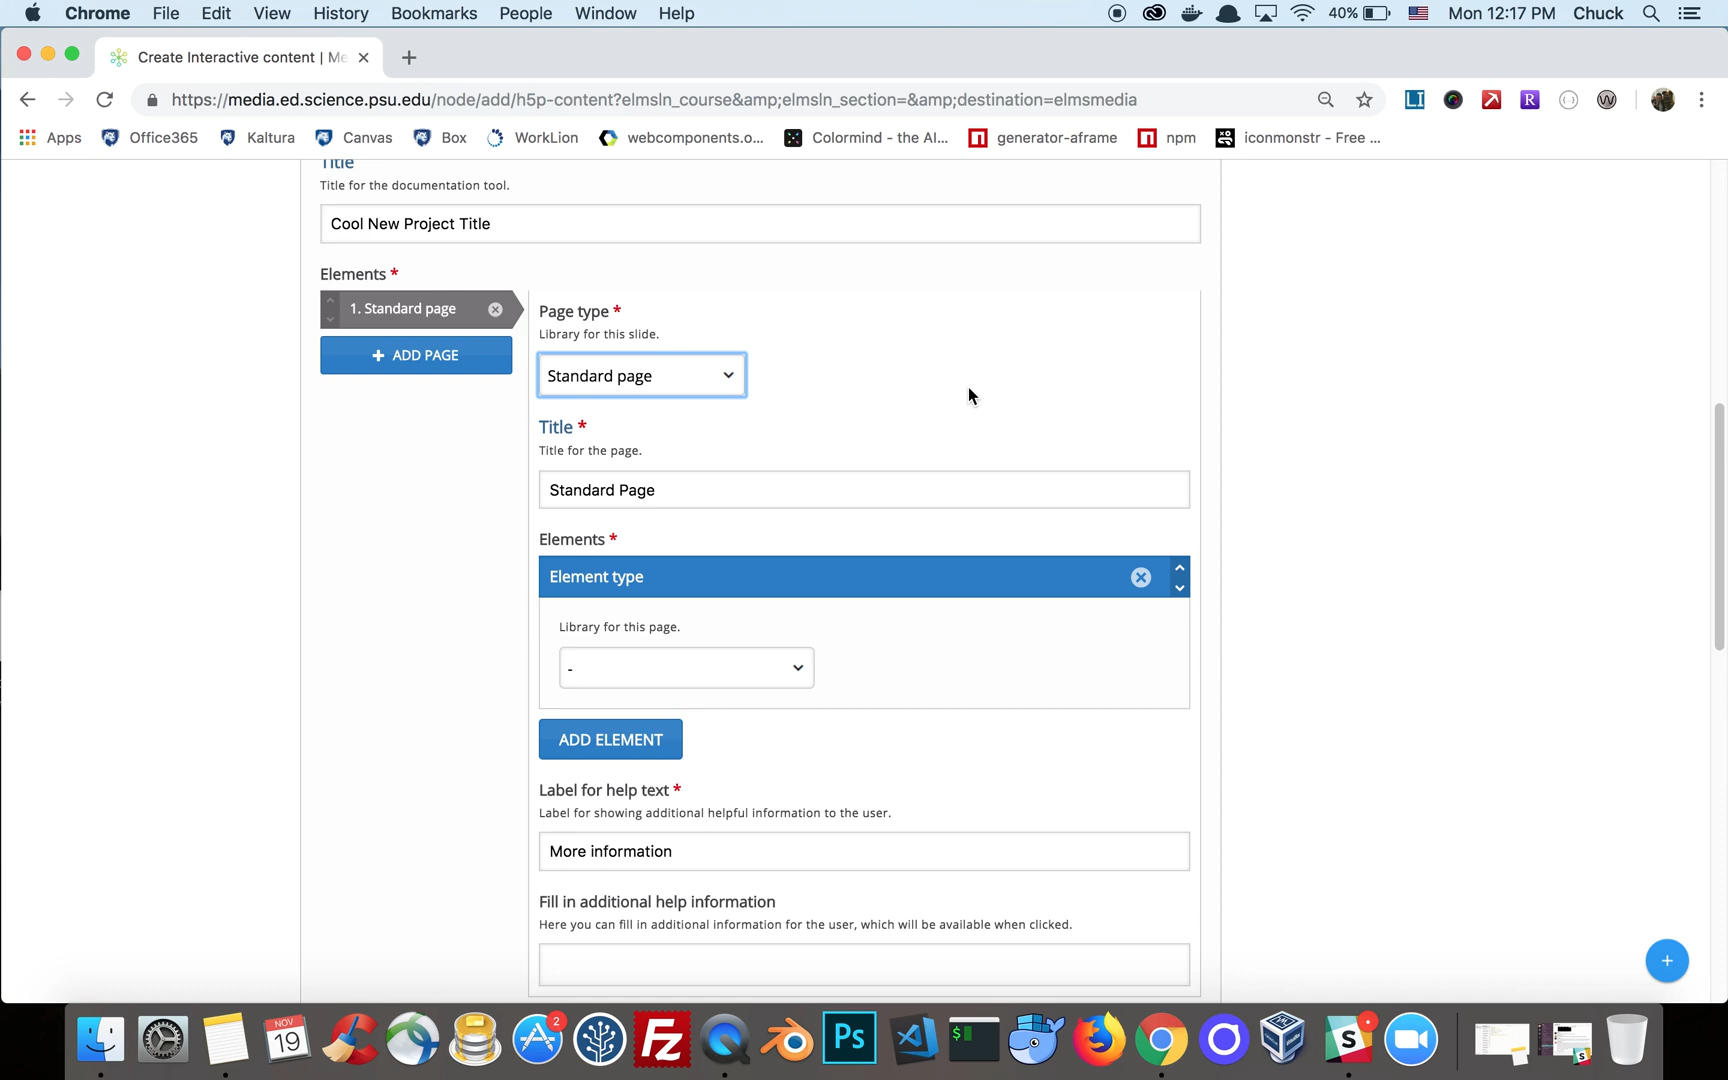 Chrome File Edit View History Bookmarks People Window Help 40% Mon 12:17 PM Chuck
Create Interactive content | Me
https://media.ed.science.psu.edu/node/add/h5p-content?elmsln_course&amp;elmsln_section=&amp;destination=elmsmedia
Apps Office365 Kaltura Canvas Box WorkLion webcomponents.o... Colormind - the AI... generator-aframe npm iconmonstr - Free ...
Title
Title for the documentation tool.
Cool New Project Title
Elements *
1. Standard page
+ ADD PAGE
Page type *
Library for this slide.
Standard page
Title *
Title for the page.
Standard Page
Elements *
Element type
Library for this page.
-
ADD ELEMENT
Label for help text *
Label for showing additional helpful information to the user.
More information
Fill in additional help information
Here you can fill in additional information for the user, which will be available when clicked.
+
NOV
19
2
Fz
Ps
$
S